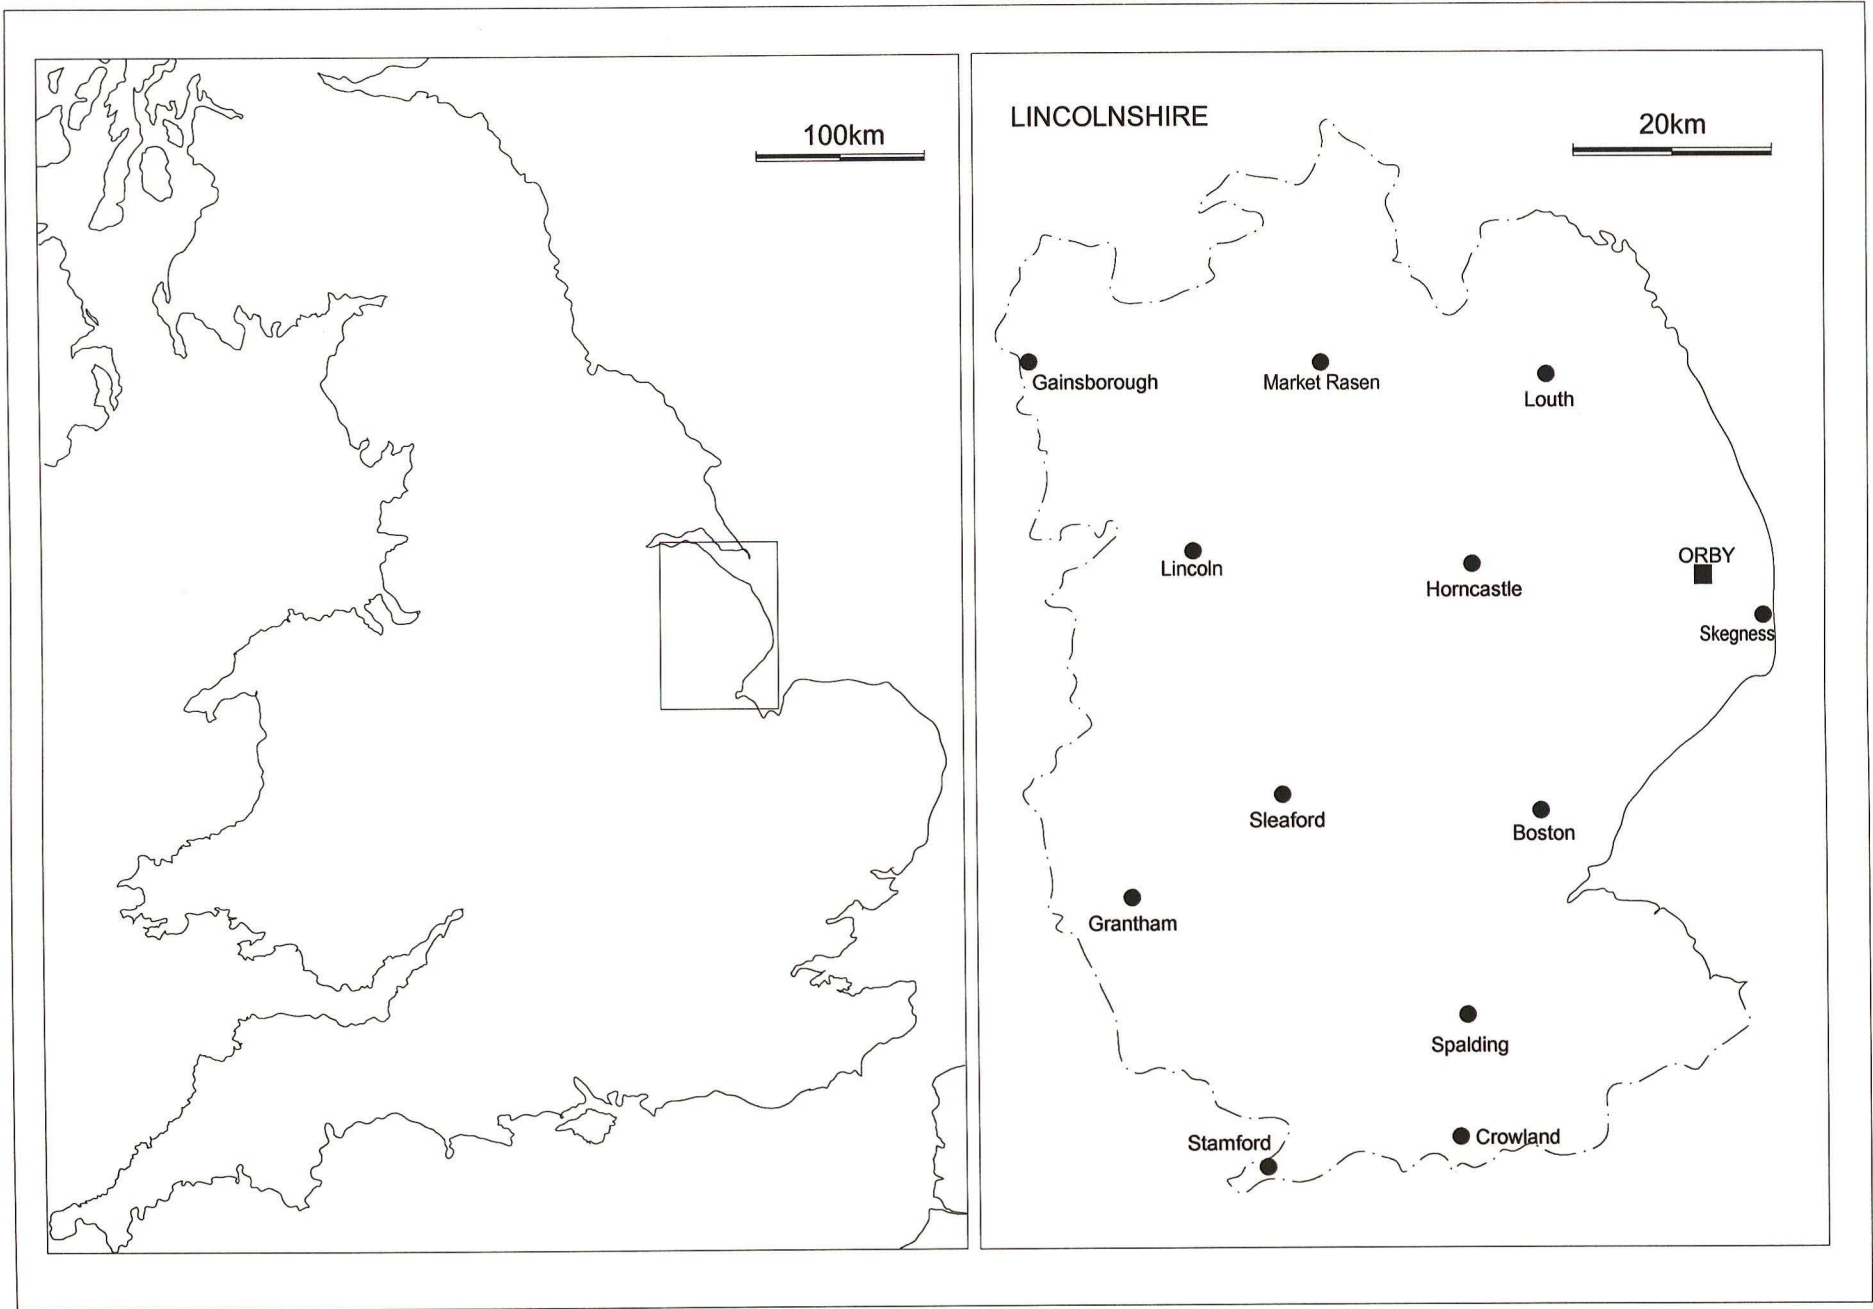 100km
LINCOLNSHIRE
20km
Gainsborough
Market Rasen
Louth
Lincoln
Horncastle
ORBY
Skegness
Sleaford
Boston
Grantham
Spalding
Stamford
Crowland